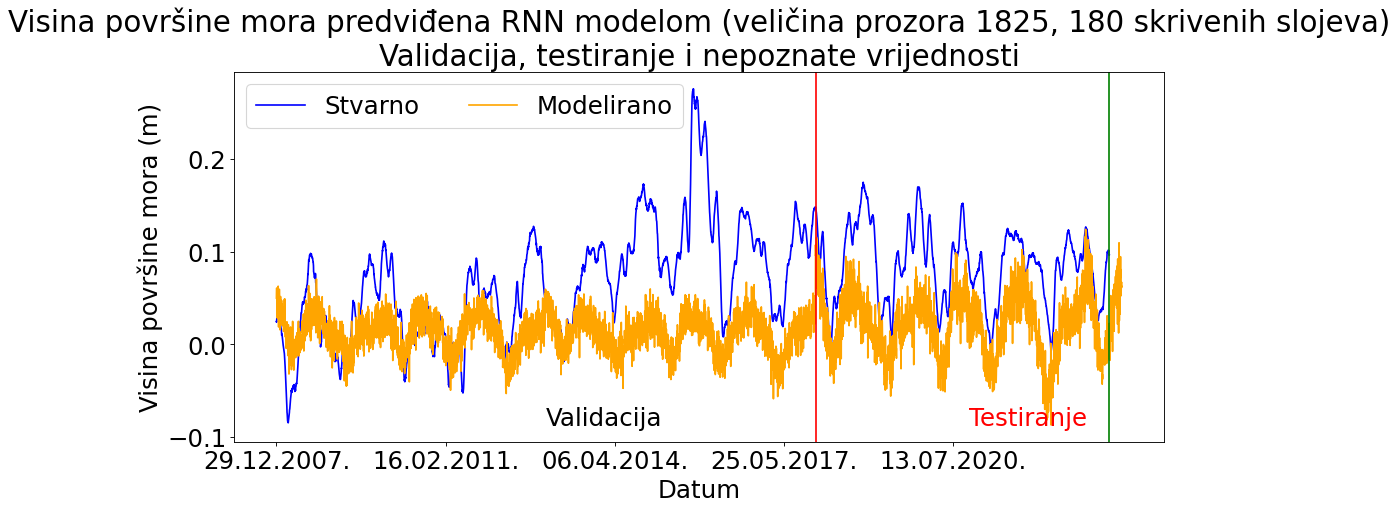 Visina površine mora predviđena RNN modelom (veličina prozora 1825, 180 skrivenih slojeva)
Validacija, testiranje i nepoznate vrijednosti
Stvarno Modelirano
Visina površine mora (m)
0.2
0.1
0.0
−0.1
Validacija Testiranje
29.12.2007. 16.02.2011. 06.04.2014. 25.05.2017. 13.07.2020.
Datum